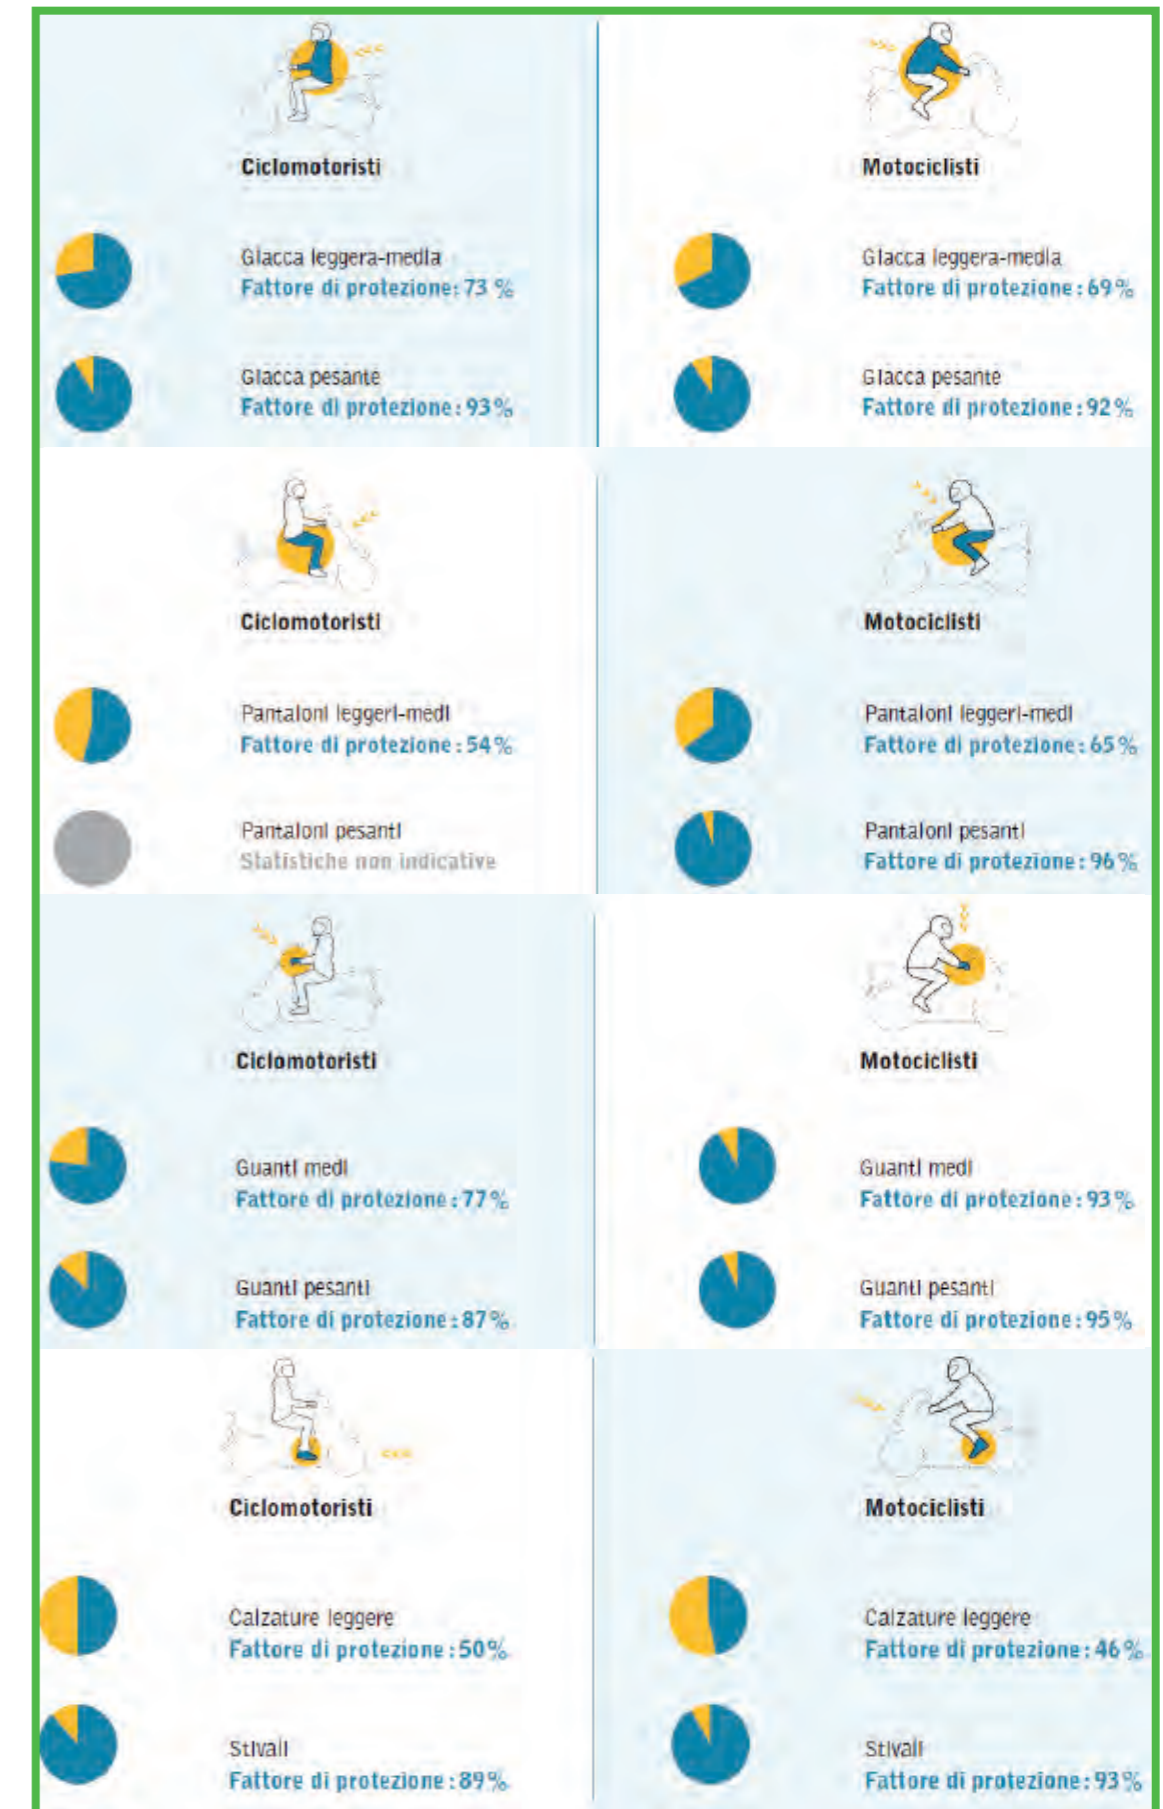 Ciclomotoristi
Giacca leggera-media
Fattore di protezione: 73 %
Giacca pesante
Fattore di protezione: 93%
Motociclisti
Giacca leggera-media
Fattore di protezione: 69%
Giacca pesante
Fattore di protezione: 92%
Ciclomotoristi
Pantaloni leggeri-medi
Fattore di protezione: 54%
Pantaloni pesanti
Statistiche non indicative
Motociclisti
Pantaloni leggeri-medi
Fattore di protezione: 65%
Pantaloni pesanti
Fattore di protezione: 96%
Ciclomotoristi
Guanti medi
Fattore di protezione: 77%
Guanti pesanti
Fattore di protezione: 87%
Motociclisti
Guanti medi
Fattore di protezione: 93%
Guanti pesanti
Fattore di protezione: 95%
Ciclomotoristi
Calzature leggere
Fattore di protezione: 50%
Stivali
Fattore di protezione: 89%
Motociclisti
Calzature leggere
Fattore di protezione: 46%
Stivali
Fattore di protezione: 93%